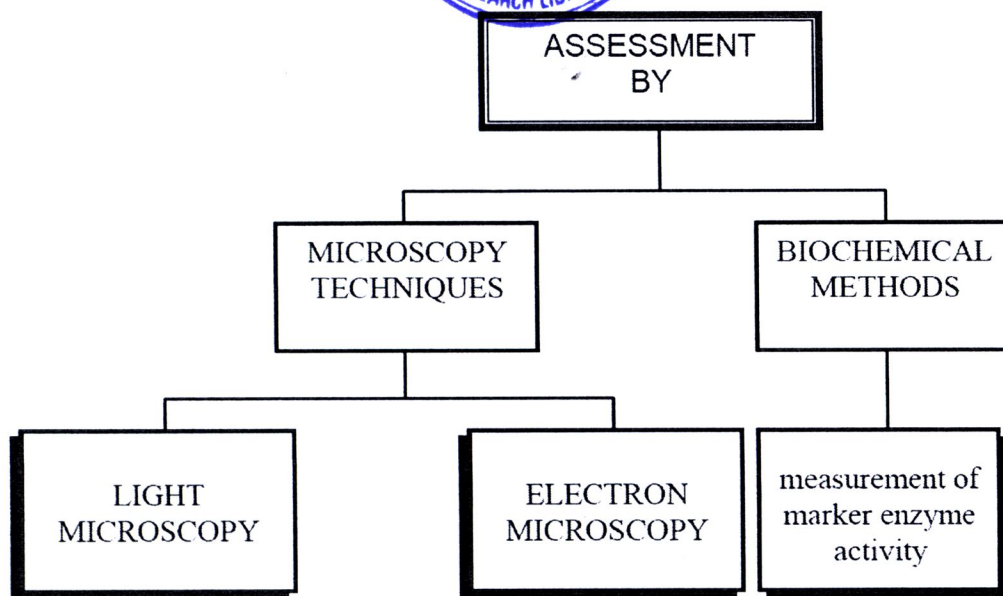 ASSESSMENT
BY
MICROSCOPY
TECHNIQUES
BIOCHEMICAL
METHODS
LIGHT
MICROSCOPY
ELECTRON
MICROSCOPY
measurement of
marker enzyme
activity